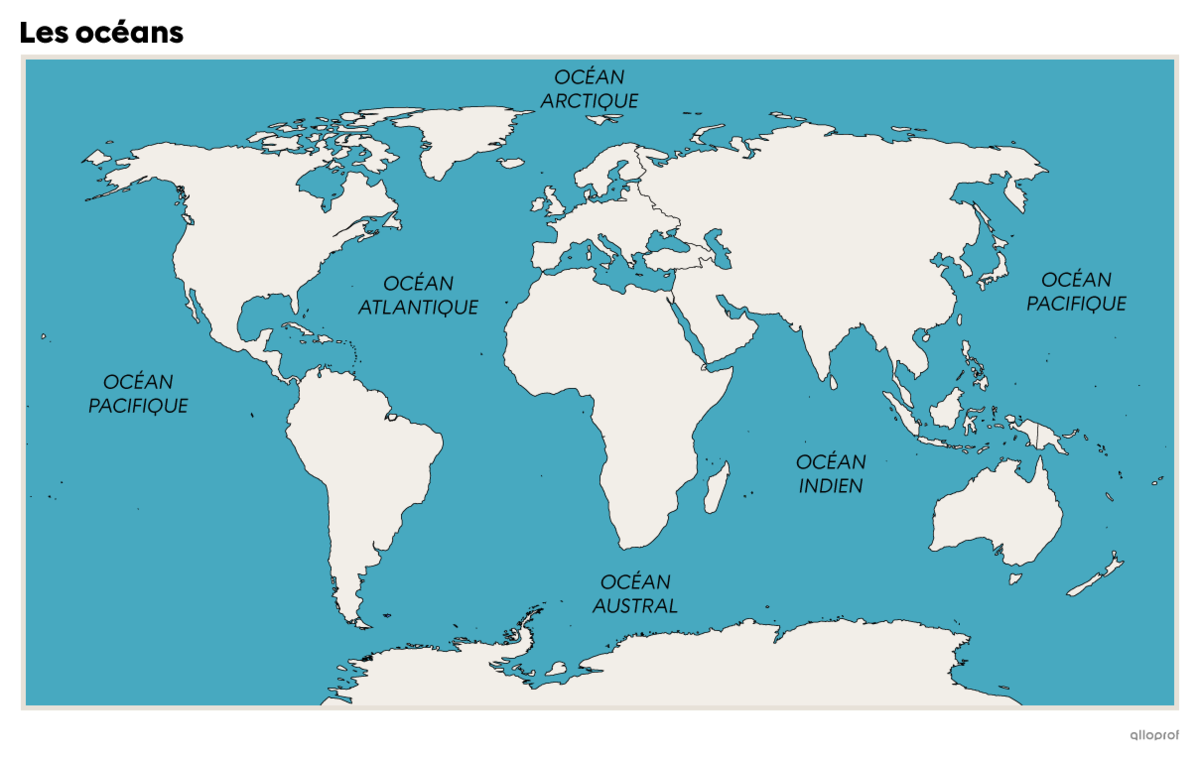 Les océans
OCÉAN
ARCTIQUE
OCÉAN
ATLANTIQUE
OCÉAN
PACIFIQUE
OCÉAN
PACIFIQUE
OCÉAN
INDIEN
OCÉAN
AUSTRAL
alloprof